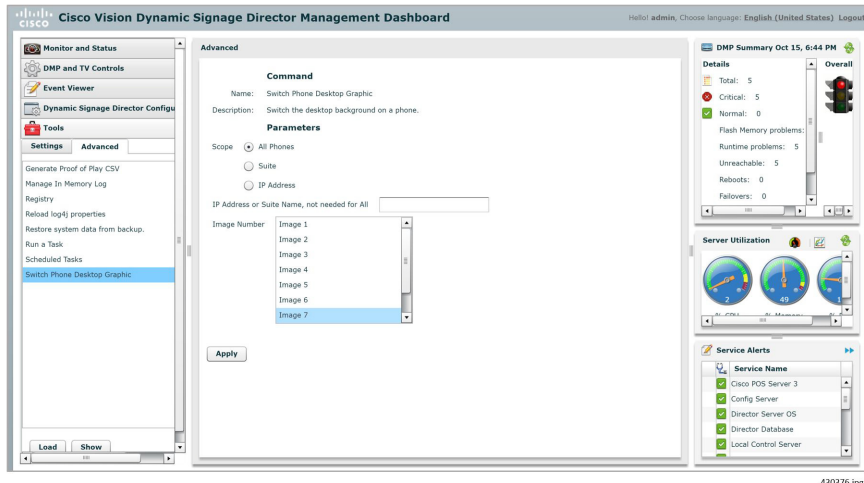 CISCO Cisco Vision Dynamic Signage Director Management Dashboard
Hello! admin, Choose language: English (United States) Logout
Monitor and Status
DMP and TV Controls
Event Viewer
Dynamic Signage Director Configu
Tools
Settings Advanced
Generate Proof of Play CSV
Manage In Memory Log
Registry
Reload log4j properties
Restore system data from backup.
Run a Task
Scheduled Tasks
Switch Phone Desktop Graphic
Load Show
Advanced
Command
Name: Switch Phone Desktop Graphic
Description: Switch the desktop background on a phone.
Parameters
Scope All Phones
Suite
IP Address
IP Address or Suite Name, not needed for All
Image Number
Image 1
Image 2
Image 3
Image 4
Image 5
Image 6
Image 7
Apply
DMP Summary Oct 15, 6:44 PM
Details Overall
Total: 5
Critical: 5
Normal: 0
Flash Memory problems:
Runtime problems: 5
Unreachable: 5
Reboots: 0
Failovers: 0
Server Utilization
2 49 1
% CPU % Memory
Service Alerts
Service Name
Cisco POS Server 3
Config Server
Director Server OS
Director Database
Local Control Server